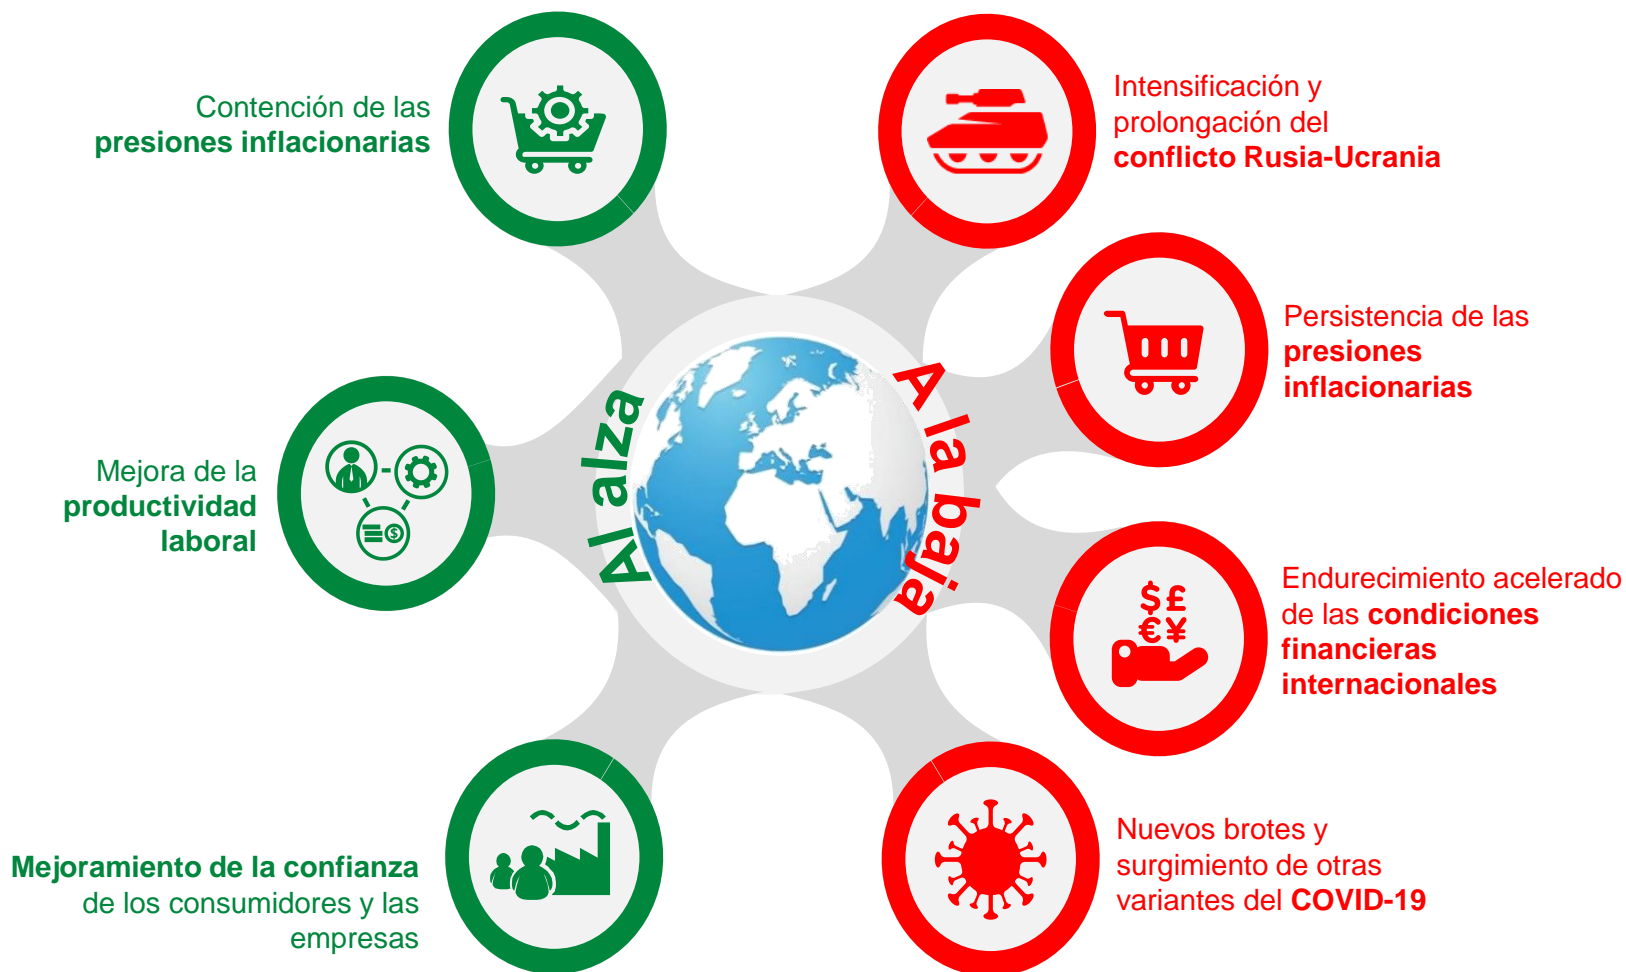 Contención de las
presiones inflacionarias
Mejora de la
productividad
laboral
Mejoramiento de la confianza
de los consumidores y las
empresas
Al alza
A la baja
Intensificación y
prolongación del
conflicto Rusia-Ucrania
Persistencia de las
presiones
inflacionarias
Endurecimiento acelerado
de las condiciones
financieras
internacionales
$£
€¥
$
Nuevos brotes y
surgimiento de otras
variantes del COVID-19